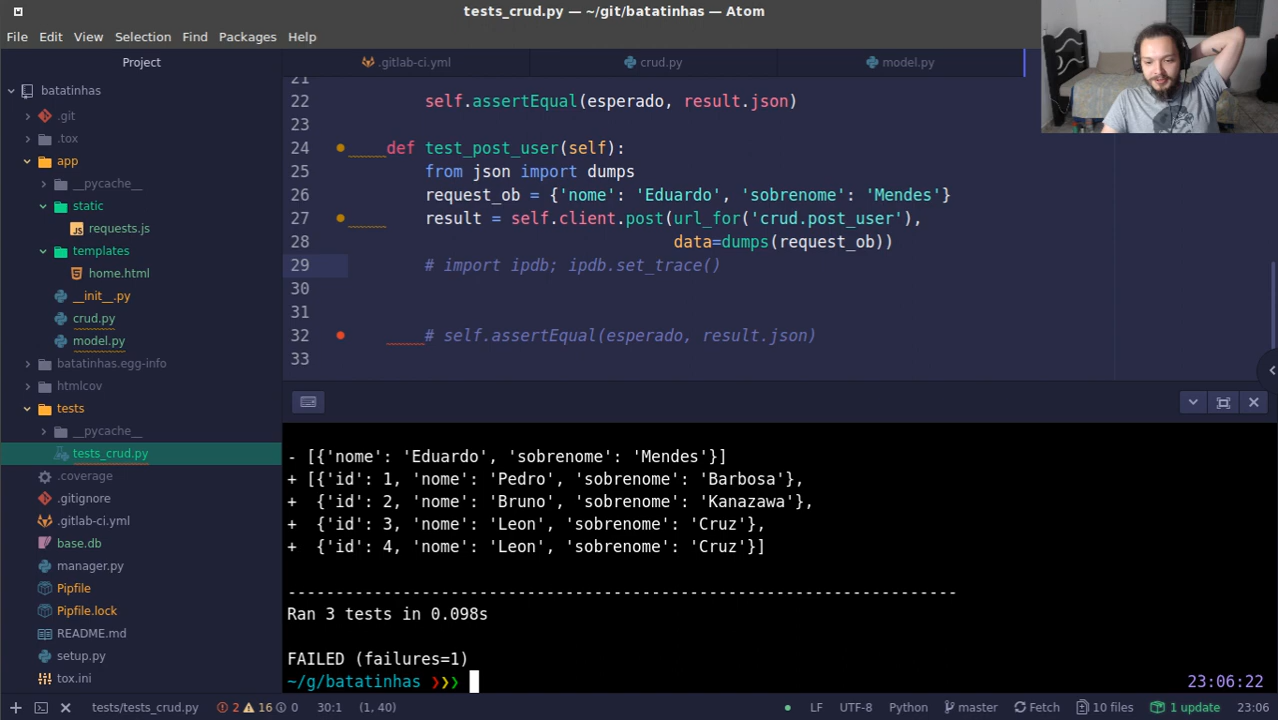 tests_crud.py — ~/git/batatinhas — Atom
File Edit View Selection Find Packages Help
Project
batatinhas
.git
.tox
app
__pycache__
static
requests.js
templates
home.html
__init__.py
crud.py
model.py
batatinhas.egg-info
htmlcov
tests
__pycache__
tests_crud.py
.coverage
.gitignore
.gitlab-ci.yml
base.db
manager.py
Pipfile
Pipfile.lock
README.md
setup.py
tox.ini
.gitlab-ci.yml crud.py model.py
21
22 self.assertEqual(esperado, result.json)
23
24 def test_post_user(self):
25 from json import dumps
26 request_ob = {'nome': 'Eduardo', 'sobrenome': 'Mendes'}
27 result = self.client.post(url_for('crud.post_user'),
28 data=dumps(request_ob))
29 # import ipdb; ipdb.set_trace()
30
31
32 # self.assertEqual(esperado, result.json)
33
- [{'nome': 'Eduardo', 'sobrenome': 'Mendes'}]
+ [{'id': 1, 'nome': 'Pedro', 'sobrenome': 'Barbosa'},
+ {'id': 2, 'nome': 'Bruno', 'sobrenome': 'Kanazawa'},
+ {'id': 3, 'nome': 'Leon', 'sobrenome': 'Cruz'},
+ {'id': 4, 'nome': 'Leon', 'sobrenome': 'Cruz'}]
----------------------------------------------------------------------
Ran 3 tests in 0.098s
FAILED (failures=1)
~/g/batatinhas ❯❯❯ 23:06:22
tests/tests_crud.py 2 16 0 30:1 (1, 40) LF UTF-8 Python master Fetch 10 files 1 update 23:06